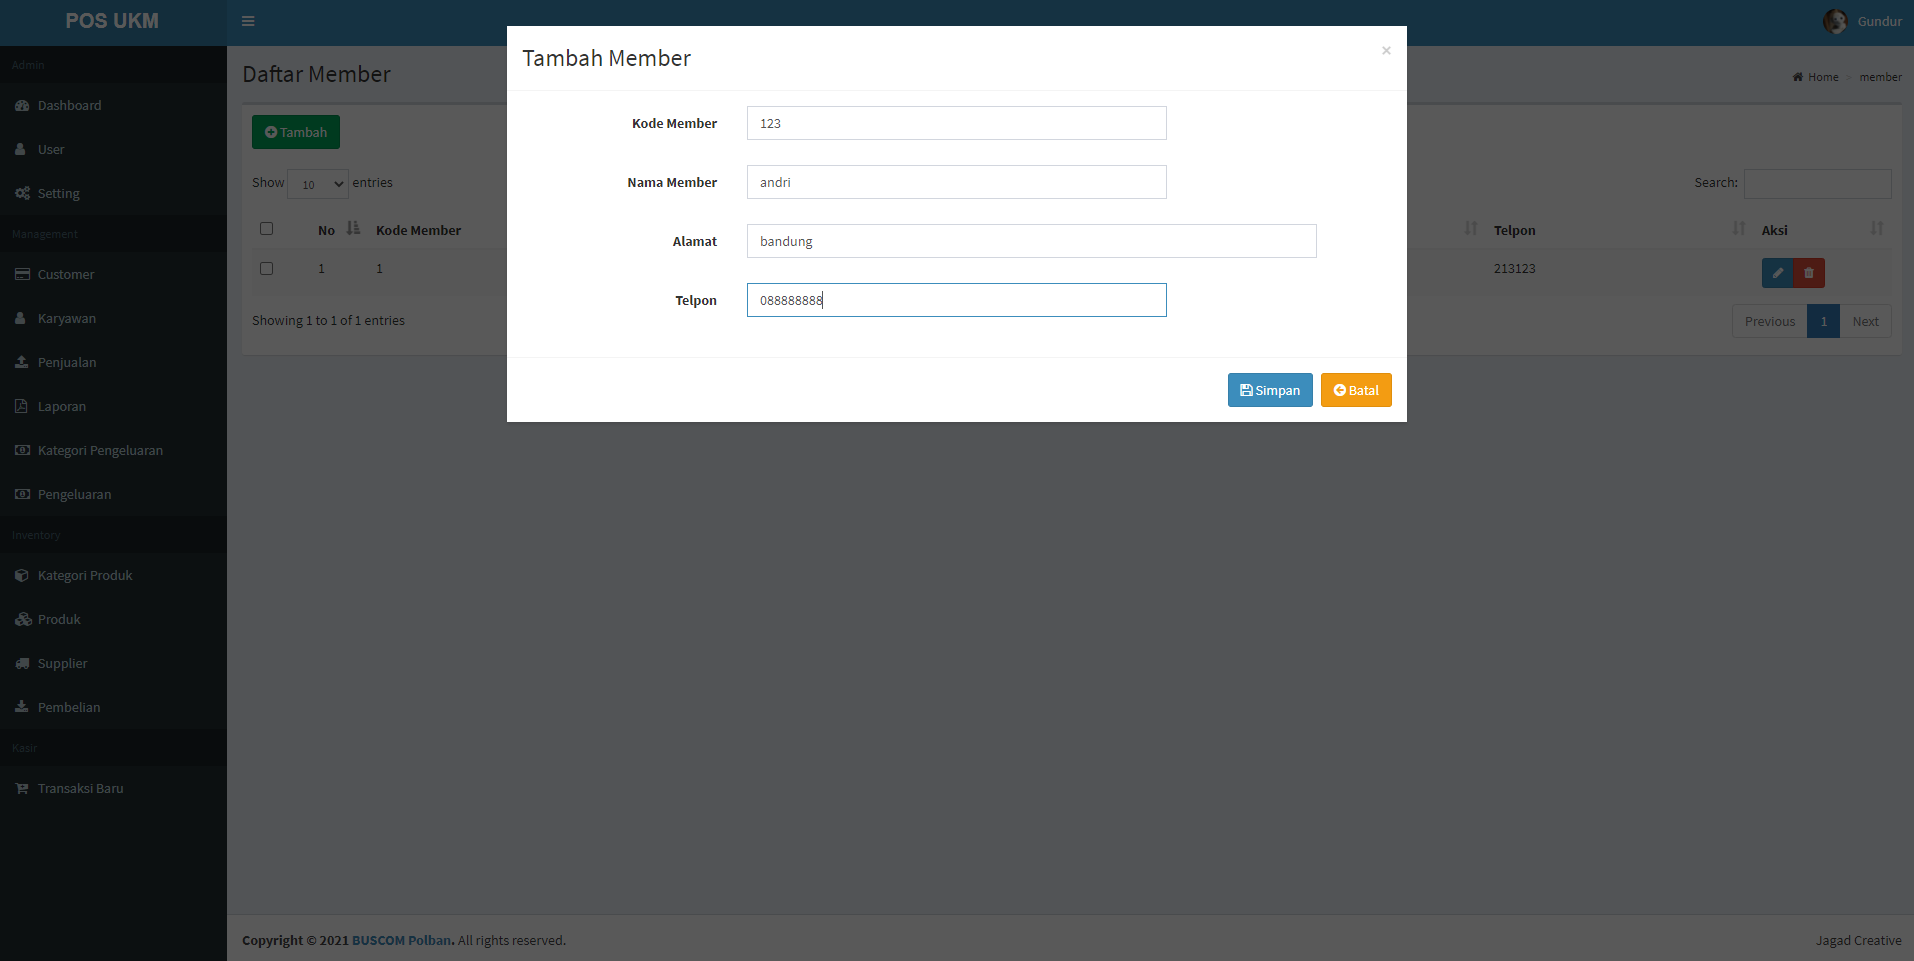 POS UKM
Gundur
Admin
Dashboard
User
Setting
Management
Customer
Karyawan
Penjualan
Laporan
Kategori Pengeluaran
Pengeluaran
Inventory
Kategori Produk
Produk
Supplier
Pembelian
Kasir
Transaksi Baru
Daftar Member
Home > member
Tambah
Show 10 entries
Search:
No Kode Member Telpon Aksi
1 1 213123
Showing 1 to 1 of 1 entries
Previous 1 Next
Tambah Member ×
Kode Member 123
Nama Member andri
Alamat bandung
Telpon 088888888
Simpan Batal
Copyright © 2021 BUSCOM Polban. All rights reserved.
Jagad Creative